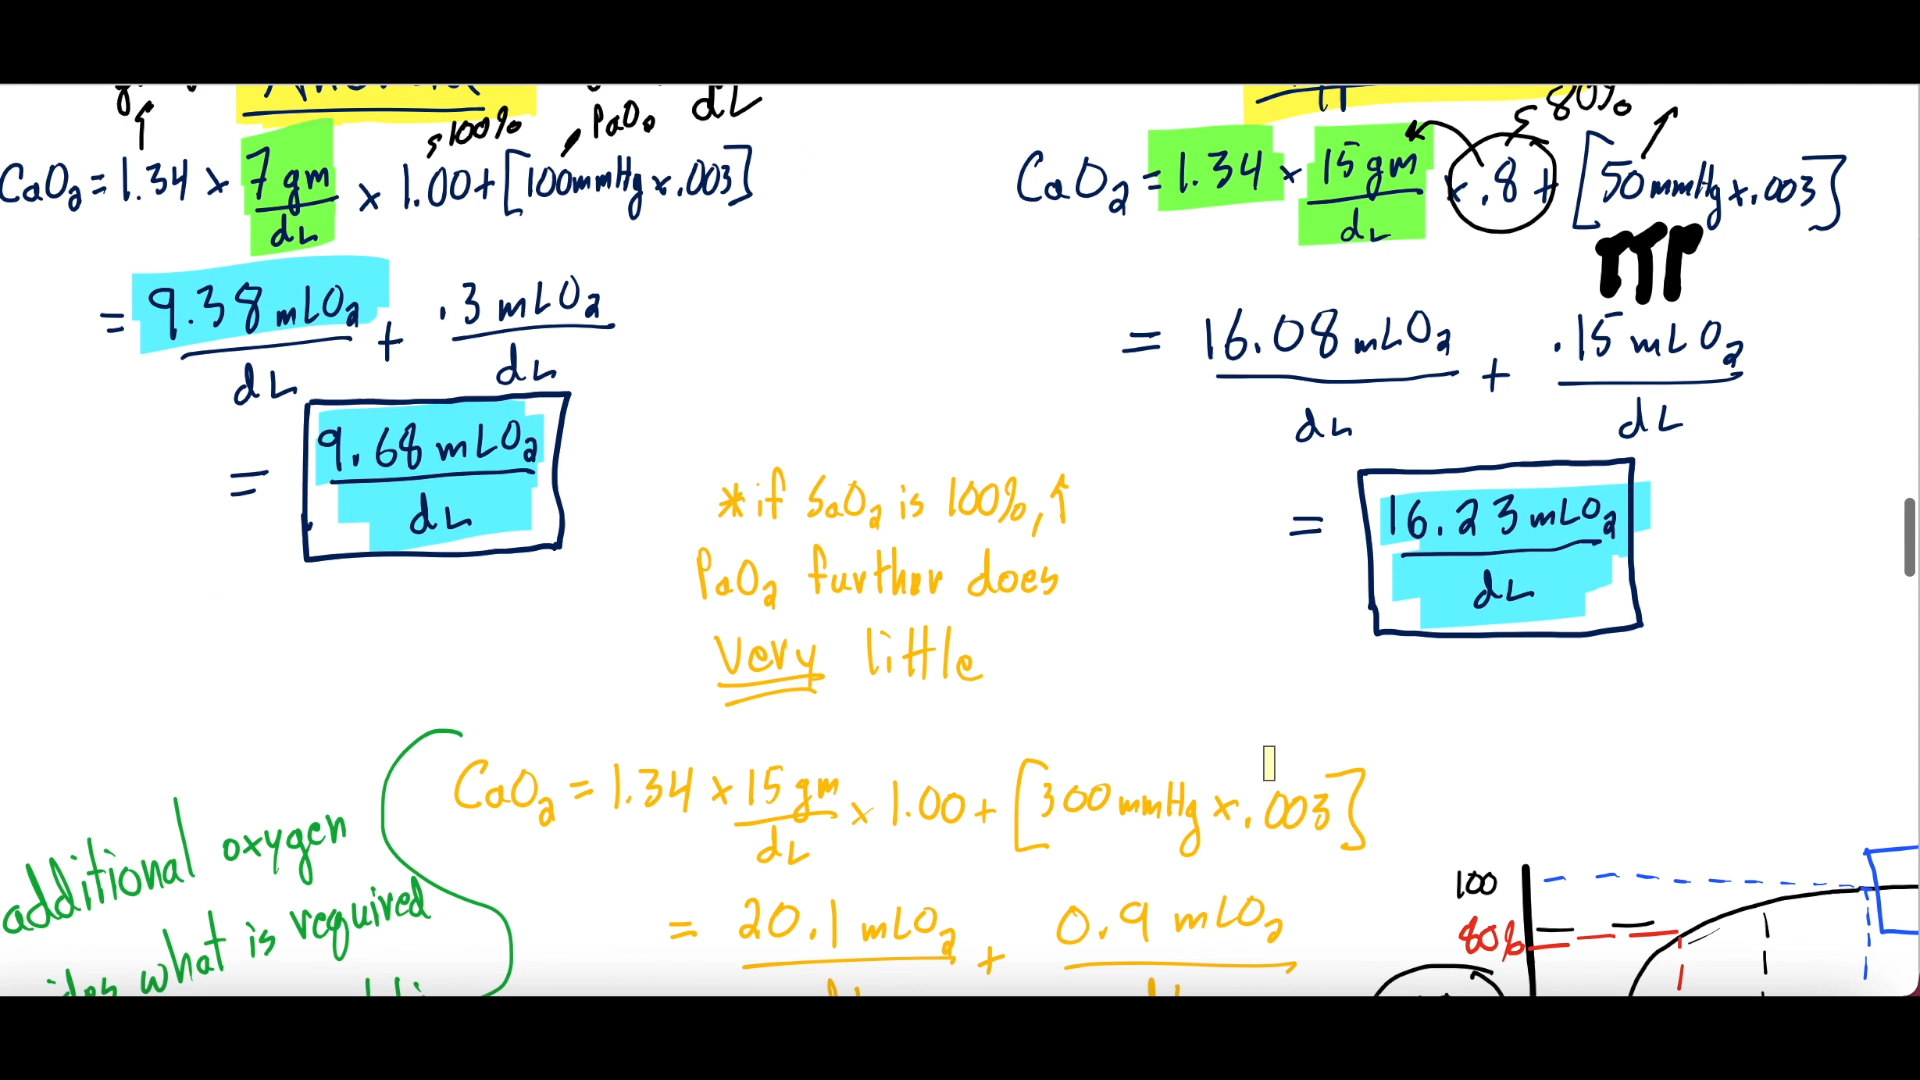 dL
100%
PaO₂
CaO₂ = 1.34 × 7 gm/dL × 1.00 + [100 mmHg × .003]
= 9.38 mLO₂/dL + .3 mLO₂/dL
= 9.68 mLO₂/dL
80%
CaO₂ = 1.34 × 15 gm/dL × .8 + [50 mmHg × .003]
= 16.08 mLO₂/dL + .15 mLO₂/dL
= 16.23 mLO₂/dL
*if SaO₂ is 100%, ↑
PaO₂ further does
very little
CaO₂ = 1.34 × 15 gm/dL × 1.00 + [300 mmHg × .003]
= 20.1 mLO₂ + 0.9 mLO₂
additional oxygen
what is required
100
80%